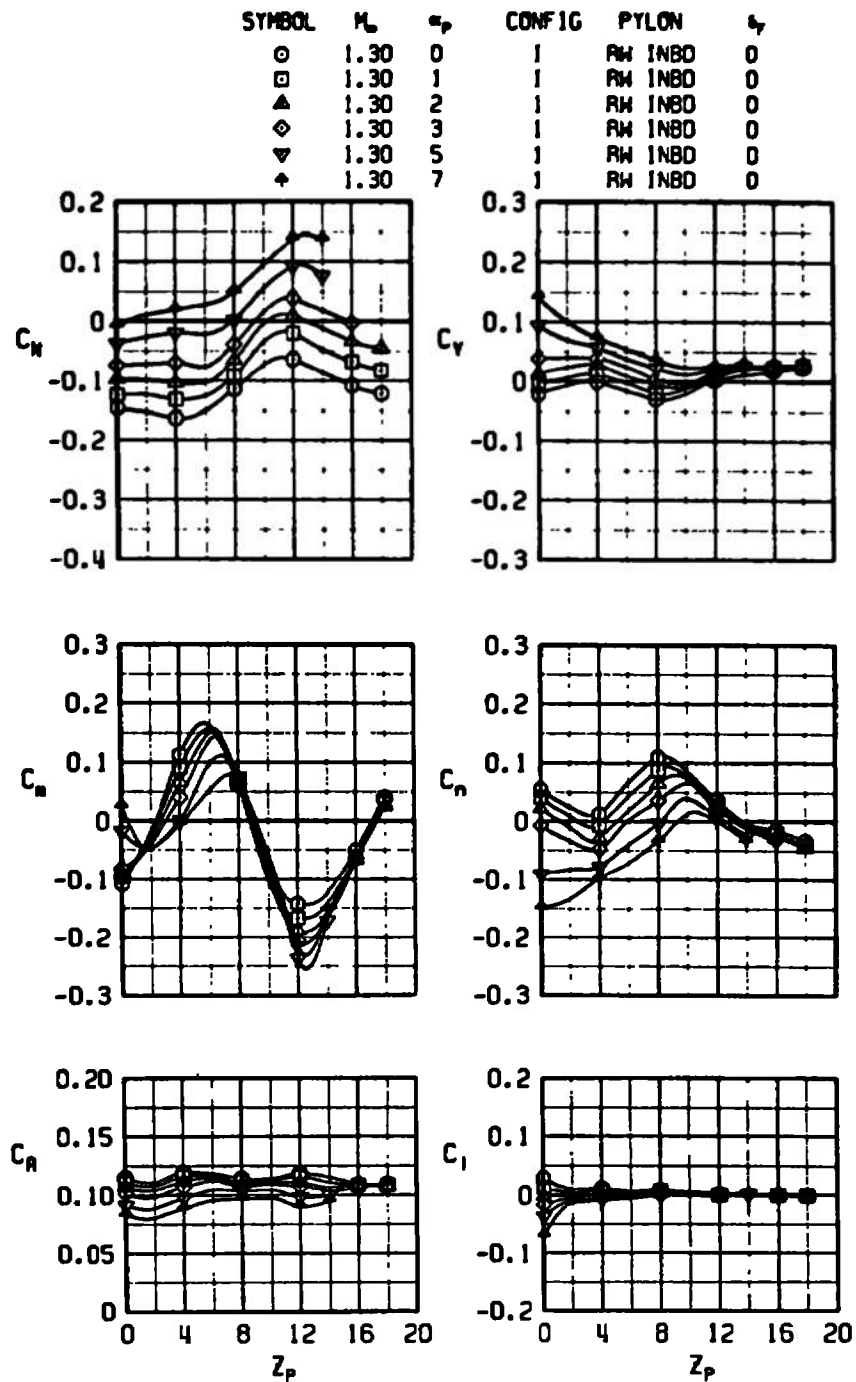 SYMBOL M∞ αP CONFIG PYLON δF
1.30 0 1 RW INBD 0
1.30 1 1 RW INBD 0
1.30 2 1 RW INBD 0
1.30 3 1 RW INBD 0
1.30 5 1 RW INBD 0
1.30 7 1 RW INBD 0
0.2
0.1
0
-0.1
-0.2
-0.3
-0.4
CN
0.3
0.2
0.1
0
-0.1
-0.2
-0.3
CY
0.3
0.2
0.1
0
-0.1
-0.2
-0.3
Cm
0.3
0.2
0.1
0
-0.1
-0.2
-0.3
Cn
0.20
0.15
0.10
0.05
0
CA
0 4 8 12 16 20
ZP
0.2
0.1
0
-0.1
-0.2
Cl
0 4 8 12 16 20
ZP